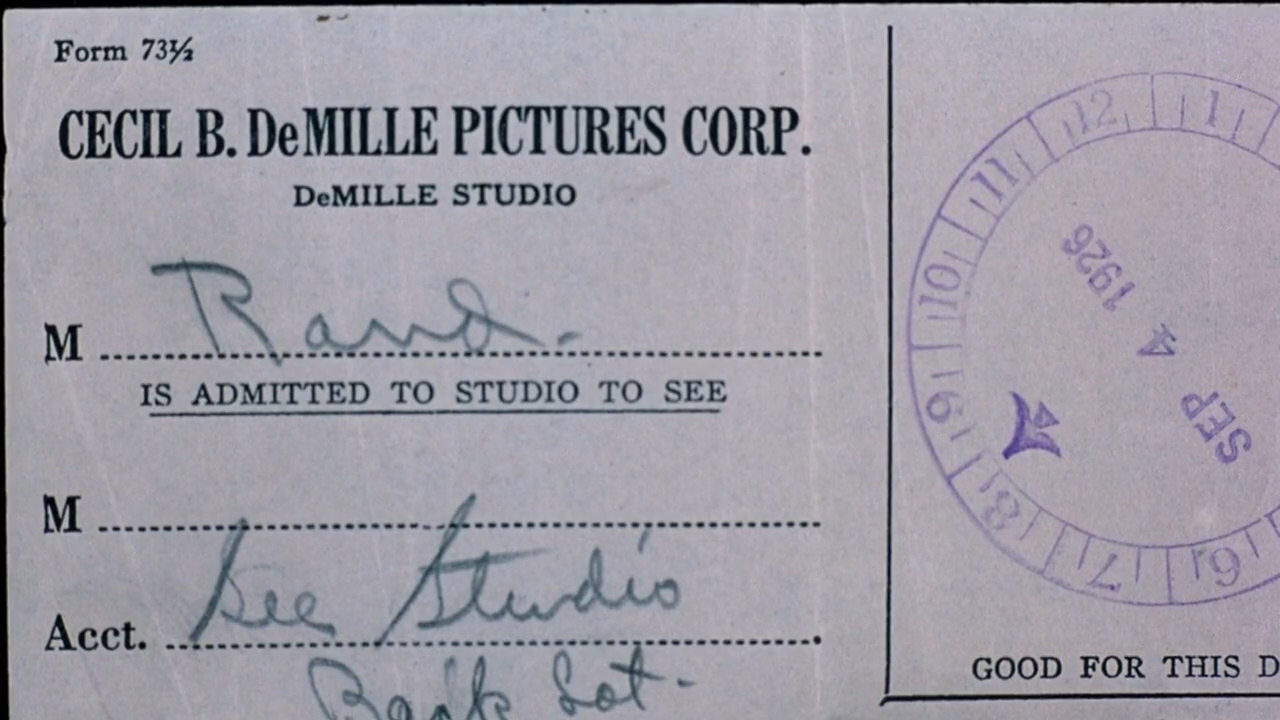 Form 73½
CECIL B. DeMILLE PICTURES CORP.
DeMILLE STUDIO
M Rand.
IS ADMITTED TO STUDIO TO SEE
M
See Studio
Acct.
Back Lot.
12 1
11
10
9
8
7 6
1926
4
SEP
A
GOOD FOR THIS D